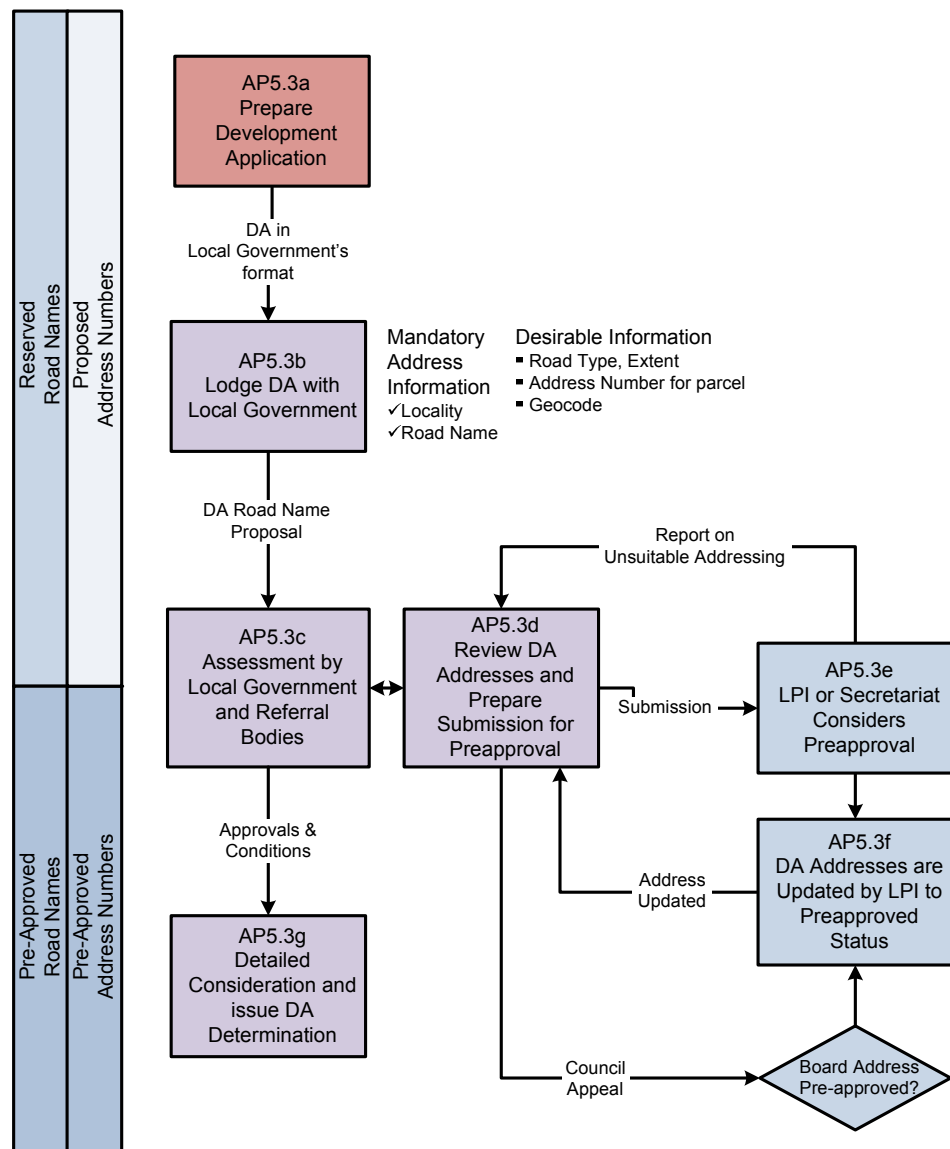 AP5.3a
Prepare
Development
Application
DA in
Local Government's
format
Reserved
Road Names
Proposed
Address Numbers
AP5.3b
Lodge DA with
Local Government
Mandatory
Address
Information
✓Locality
✓Road Name
Desirable Information
▪ Road Type, Extent
▪ Address Number for parcel
▪ Geocode
DA Road Name
Proposal
Report on
Unsuitable Addressing
AP5.3c
Assessment by
Local Government
and Referral
Bodies
AP5.3d
Review DA
Addresses and
Prepare
Submission for
Preapproval
Submission
AP5.3e
LPI or Secretariat
Considers
Preapproval
Pre-Approved
Road Names
Pre-Approved
Address Numbers
Approvals &
Conditions
Address
Updated
AP5.3f
DA Addresses are
Updated by LPI to
Preapproved
Status
AP5.3g
Detailed
Consideration and
issue DA
Determination
Council
Appeal
Board Address
Pre-approved?